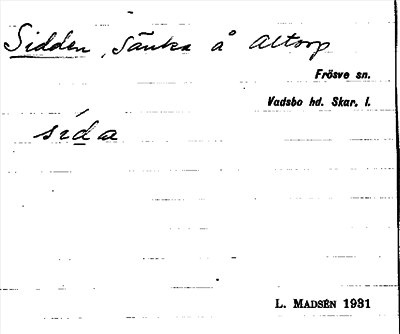 Sidden, sänka å Altorp
Frösve sn.
Vadsbo hd. Skar. l.
sída
L. MADSÉN 1931